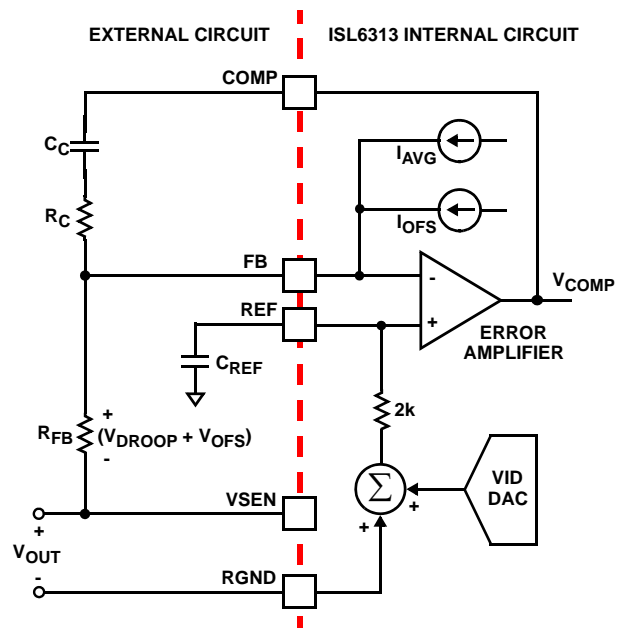 EXTERNAL CIRCUIT
ISL6313 INTERNAL CIRCUIT
COMP
CC
IAVG
RC
IOFS
FB
-
VCOMP
REF
+
ERROR
AMPLIFIER
CREF
2k
+
RFB
(VDROOP + VOFS)
-
VID
DAC
Σ
+
+
VSEN
+
VOUT
-
RGND